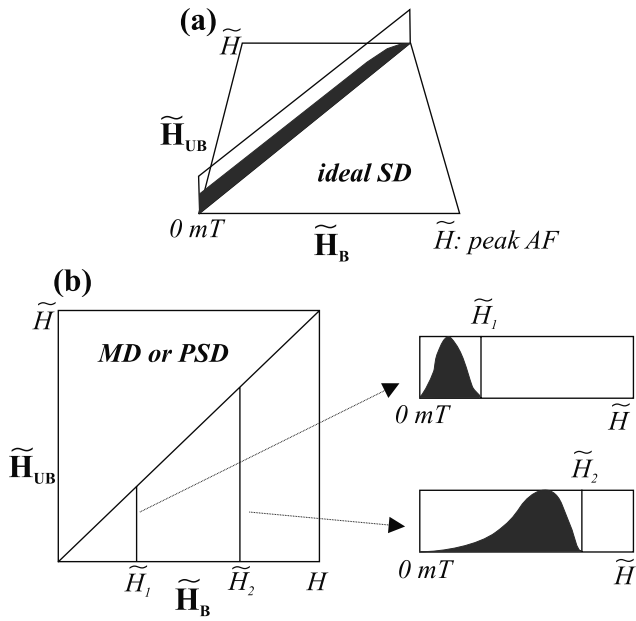 (a)
H̃
H̃UB
ideal SD
0 mT
H̃B
H̃: peak AF
(b)
H̃
MD or PSD
H̃1
0 mT
H̃
H̃UB
H̃2
H̃1
H̃B
H̃2
H
0 mT
H̃